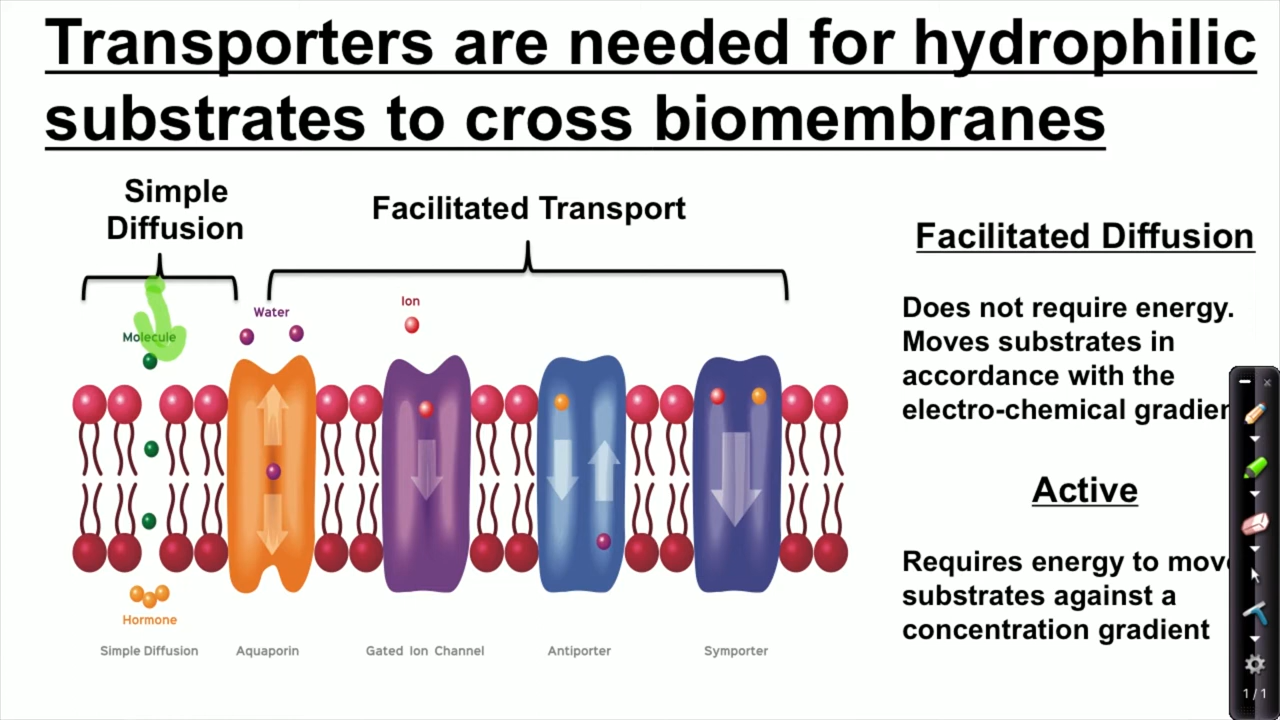 Transporters are needed for hydrophilic
substrates to cross biomembranes
Simple
Diffusion
Facilitated Transport
Molecule
Water
Ion
Hormone
Simple Diffusion
Aquaporin
Gated Ion Channel
Antiporter
Symporter
Facilitated Diffusion
Does not require energy.
Moves substrates in
accordance with the
electro-chemical
Active
Requires energy to
substrates against a
concentration gradient
1/1